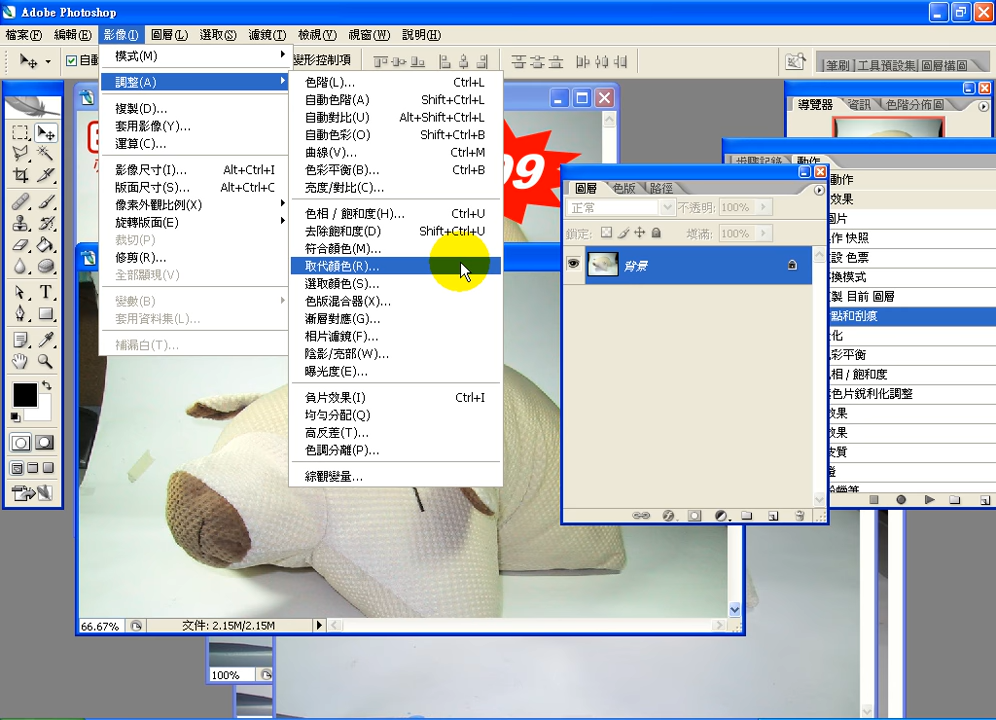 Adobe Photoshop
檔案(F) 編輯(E) 影像(I) 圖層(L) 選取(S) 濾鏡(T) 檢視(V) 視窗(W) 說明(H)
變形控制項
筆刷 工具預設集 圖層構圖
模式(M)
調整(A)
複製(D)...
套用影像(Y)...
運算(C)...
影像尺寸(I)... Alt+Ctrl+I
版面尺寸(S)... Alt+Ctrl+C
像素外觀比例(X)
旋轉版面(E)
裁切(P)
修剪(R)...
全部顯現(V)
變數(B)
套用資料集(L)...
補漏白(T)...
色階(L)... Ctrl+L
自動色階(A) Shift+Ctrl+L
自動對比(U) Alt+Shift+Ctrl+L
自動色彩(O) Shift+Ctrl+B
曲線(V)... Ctrl+M
色彩平衡(B)... Ctrl+B
亮度/對比(C)...
色相 / 飽和度(H)... Ctrl+U
去除飽和度(D) Shift+Ctrl+U
符合顏色(M)...
取代顏色(R)...
選取顏色(S)...
色版混合器(X)...
漸層對應(G)...
相片濾鏡(F)...
陰影/亮部(W)...
曝光度(E)...
負片效果(I) Ctrl+I
均勻分配(Q)
高反差(T)...
色調分離(P)...
綜觀變量...
99
導覽器 資訊 色階分佈圖
步驟記錄 動作
圖層 色版 路徑
正常 不透明: 100%
鎖定: 填滿: 100%
背景
動作
效果
圖片
作 快照
設 色票
換模式
製 目前 圖層
點和刮痕
化
彩平衡
相 / 飽和度
色片銳利化調整
效果
效果
皮質
粉蠟筆
66.67% 文件: 2.15M/2.15M
100%